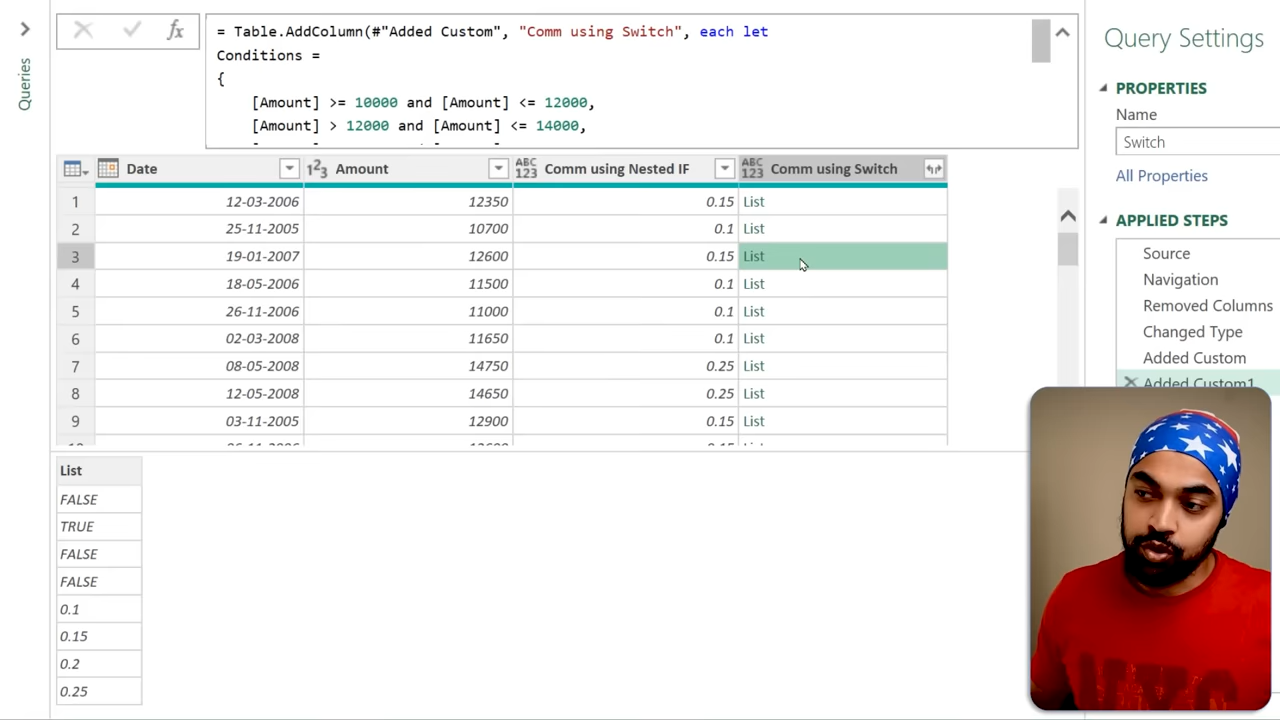 = Table.AddColumn(#"Added Custom", "Comm using Switch", each let
Conditions =
{
[Amount] >= 10000 and [Amount] <= 12000,
[Amount] > 12000 and [Amount] <= 14000,
Queries
Date Amount ABC 123 Comm using Nested IF ABC 123 Comm using Switch
1 12-03-2006 12350 0.15 List
2 25-11-2005 10700 0.1 List
3 19-01-2007 12600 0.15 List
4 18-05-2006 11500 0.1 List
5 26-11-2005 11000 0.1 List
6 02-03-2008 11650 0.1 List
7 08-05-2008 14750 0.25 List
8 12-05-2008 14650 0.25 List
9 03-11-2005 12900 0.15 List
List
FALSE
TRUE
FALSE
FALSE
0.1
0.15
0.2
0.25
Query Settings
PROPERTIES
Name
Switch
All Properties
APPLIED STEPS
Source
Navigation
Removed Columns
Changed Type
Added Custom
Added Custom1